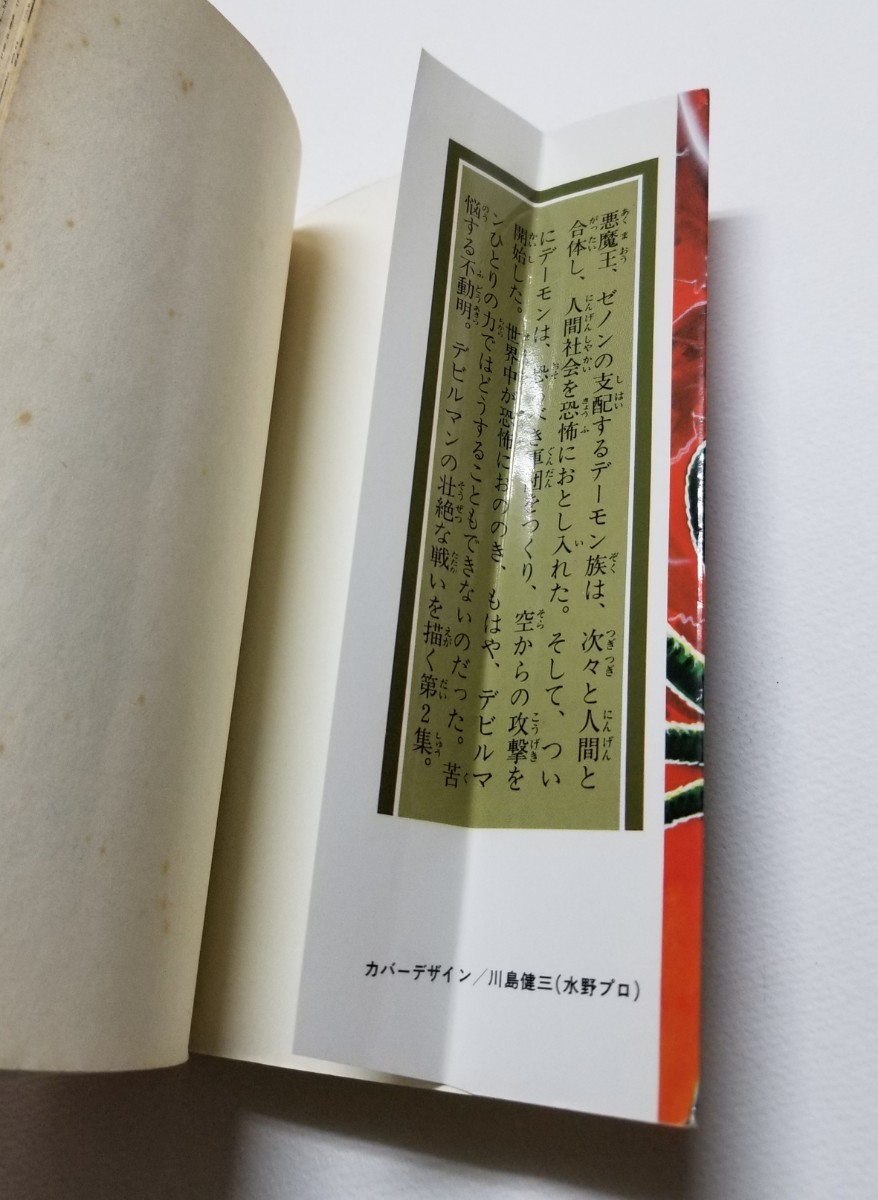 悪魔王、ゼノンの支配するデーモン族は、次々と人間と
合体し、人間社会を恐怖におとし入れた。そして、つい
にデーモンは、恐るべき軍団をつくり、空からの攻撃を
開始した。世界中が恐怖におののき、もはや、デビルマ
ンひとりの力ではどうすることもできないのだった。苦
悩する不動明。デビルマンの壮絶な戦いを描く第2集。
カバーデザイン/川島健三(水野プロ)